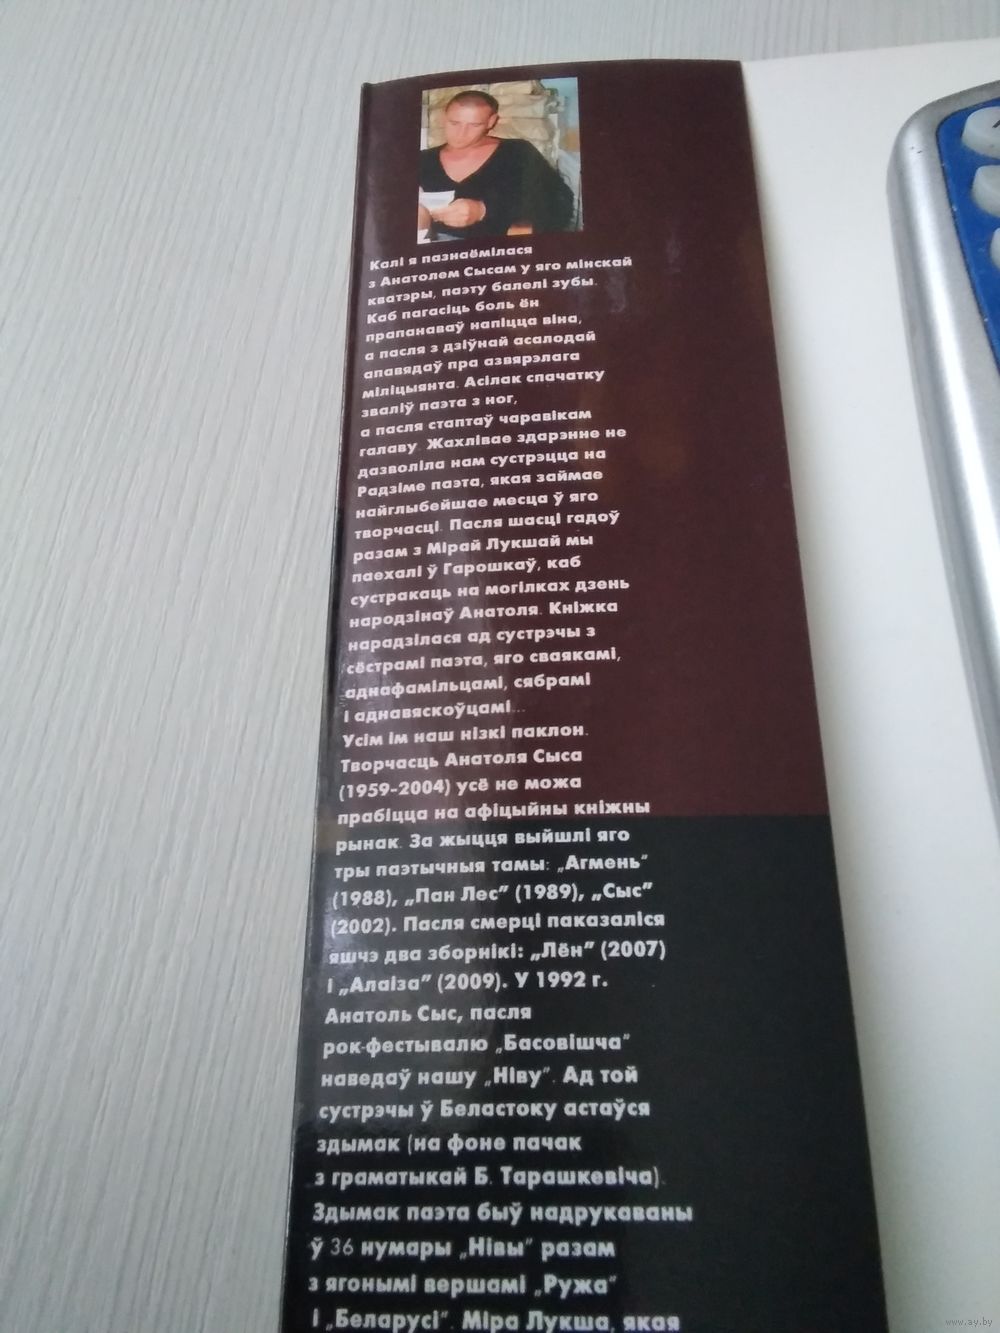 Калі я пазнаёмілася
з Анатолем Сысам у яго мінскай
кватэры, паэту балелі зубы.
Каб пагасіць боль ён
прапанаваў напіцца віна,
а пасля з дзіўнай асалодай
апавядаў пра азвярэлага
міліцыянта. Асілак спачатку
зваліў паэта з ног,
а пасля стаптаў чаравікам
галаву. Жахлівае здарэнне не
дазволіла нам сустрэцца на
Радзіме паэта, якая займае
найглыбейшае месца ў яго
творчасці. Пасля шасці гадоў
разам з Мірай Лукшай мы
паехалі ў Гарошкаў, каб
сустракаць на могілках дзень
народзінаў Анатоля. Кніжка
нарадзілася ад сустрэчы з
сёстрамі паэта, яго сваякамі,
аднафамільцамі, сябрамі
і аднавяскоўцамі...
Усім ім наш нізкі паклон.
Творчасць Анатоля Сыса
(1959-2004) усё не можа
прабіцца на афіцыйны кніжны
рынак. За жыцця выйшлі яго
тры паэтычныя тамы: „Агмень”
(1988), „Пан Лес” (1989), „Сыс”
(2002). Пасля смерці паказаліся
яшчэ два зборнікі: „Лён” (2007)
і „Алаіза” (2009). У 1992 г.
Анатоль Сыс, пасля
рок-фестывалю „Басовішча”
наведаў нашу „Ніву”. Ад той
сустрэчы ў Беластоку астаўся
здымак (на фоне пачак
з граматыкай Б. Тарашкевіча).
Здымак паэта быў надрукаваны
ў 36 нумары „Нівы” разам
з ягонымі вершамі „Ружа”
і „Беларусі”. Міра Лукша, якая
www.ay.by